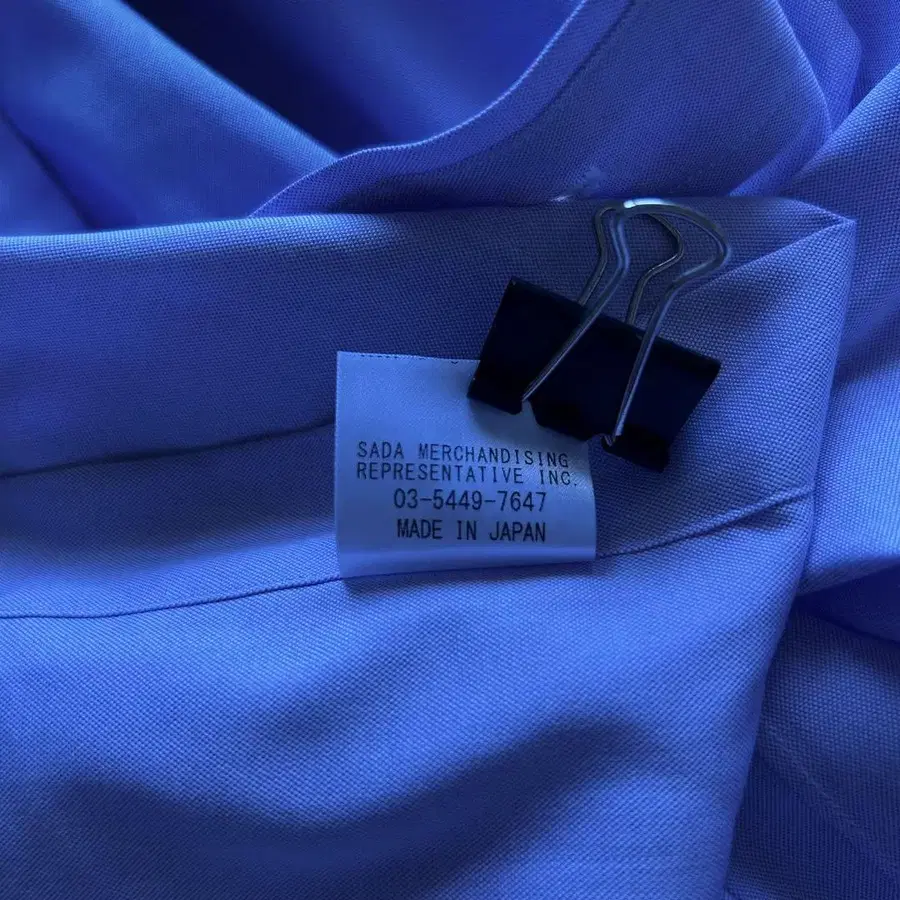 SADA MERCHANDISING
REPRESENTATIVE INC.
03-5449-7647
MADE IN JAPAN